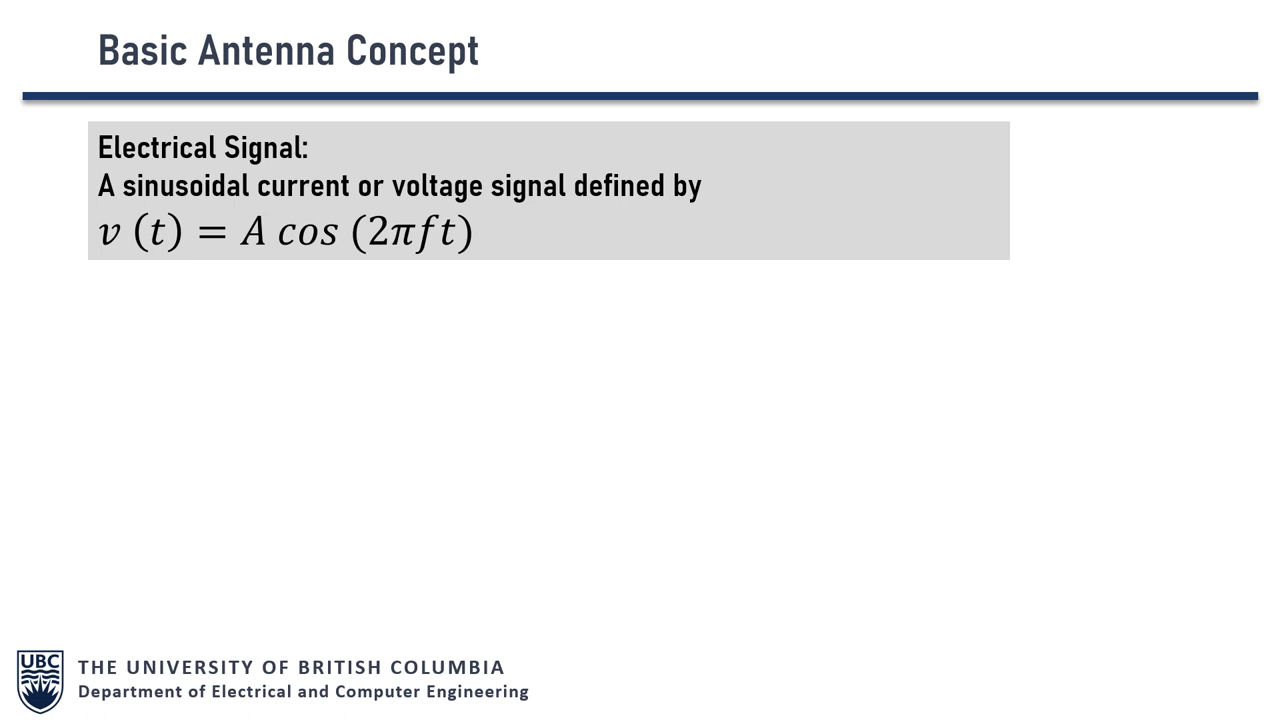 Basic Antenna Concept
Electrical Signal:
A sinusoidal current or voltage signal defined by
v (t) = A cos (2πft)
UBC
THE UNIVERSITY OF BRITISH COLUMBIA
Department of Electrical and Computer Engineering